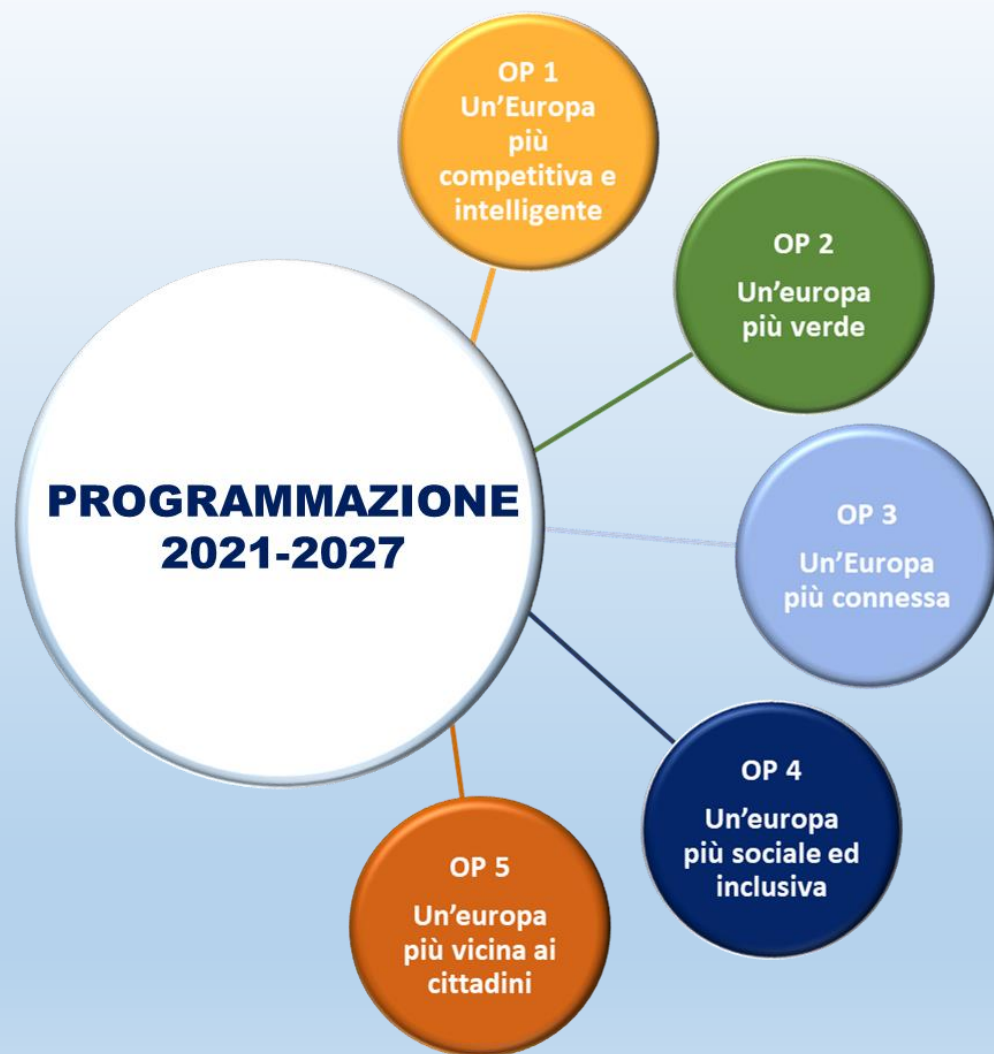 OP 1
Un’Europa
più
competitiva e
intelligente
OP 2
Un’europa
più verde
PROGRAMMAZIONE
2021-2027
OP 3
Un’Europa
più connessa
OP 4
Un’europa
più sociale ed
inclusiva
OP 5
Un’europa
più vicina ai
cittadini